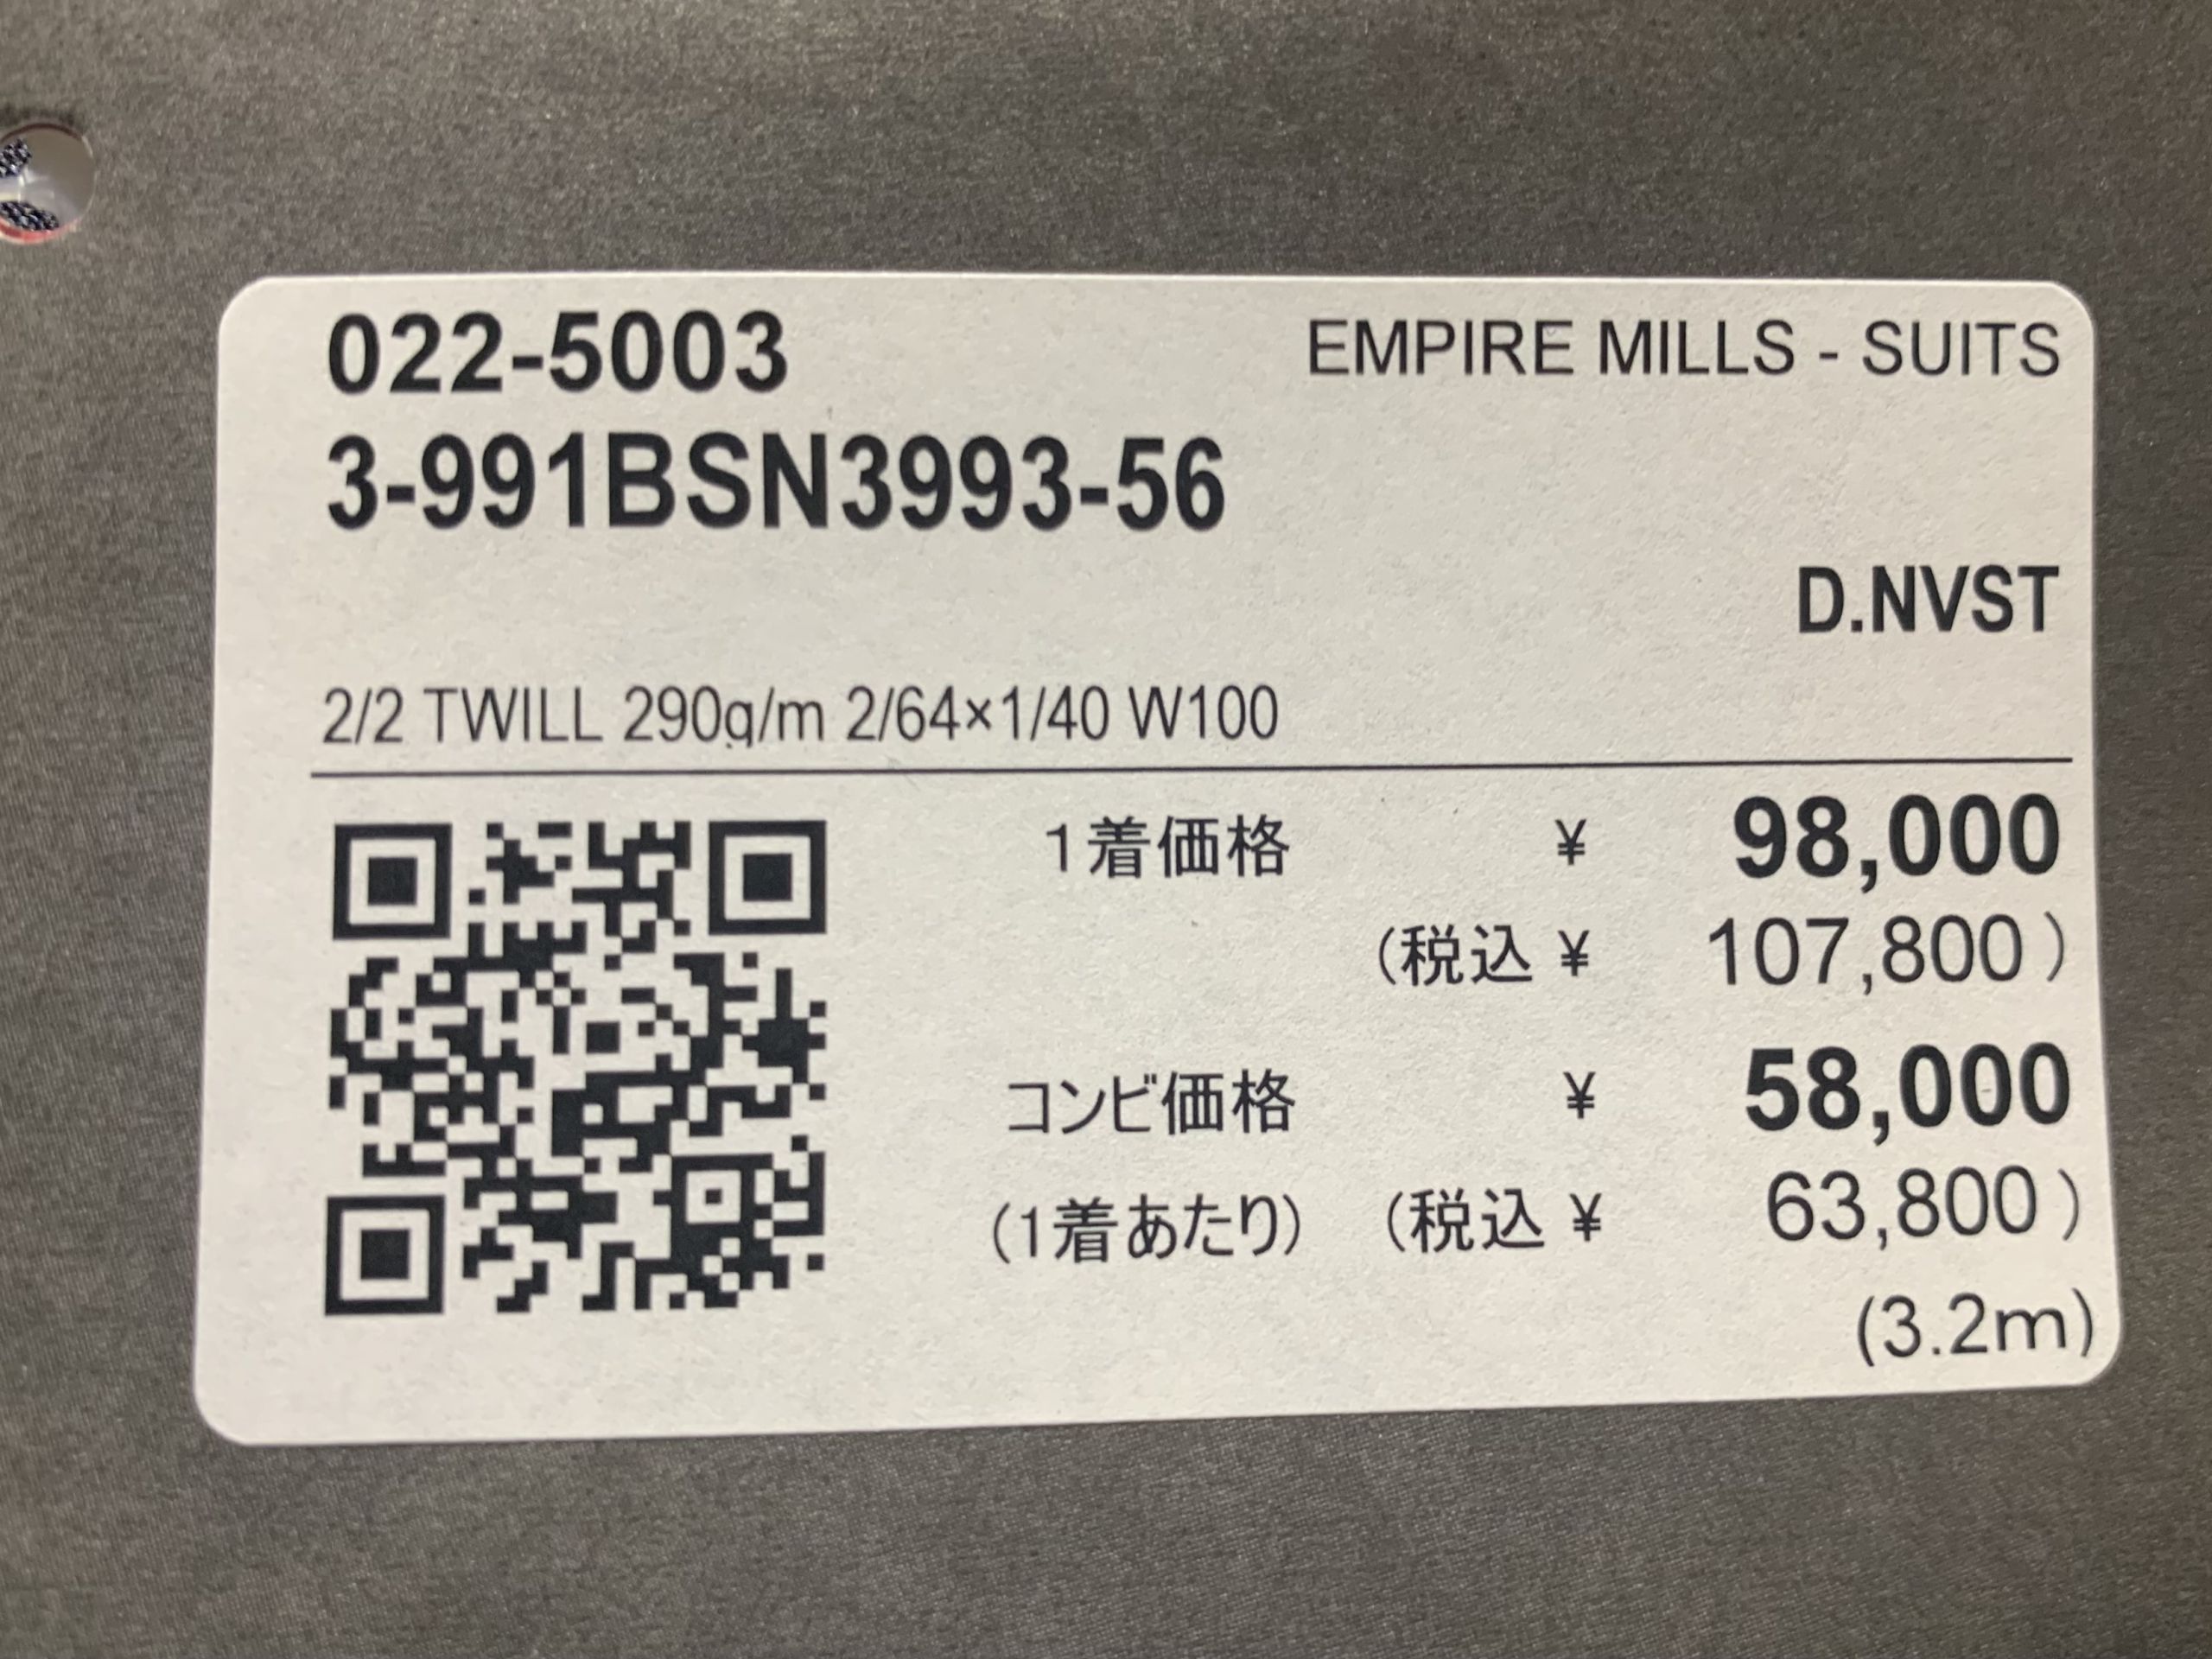 022-5003 EMPIRE MILLS - SUITS
3-991BSN3993-56
D.NVST
2/2 TWILL 290g/m 2/64×1/40 W100
1着価格 ¥ 98,000
(税込 ¥ 107,800)
コンビ価格 ¥ 58,000
(1着あたり) (税込 ¥ 63,800)
(3.2m)